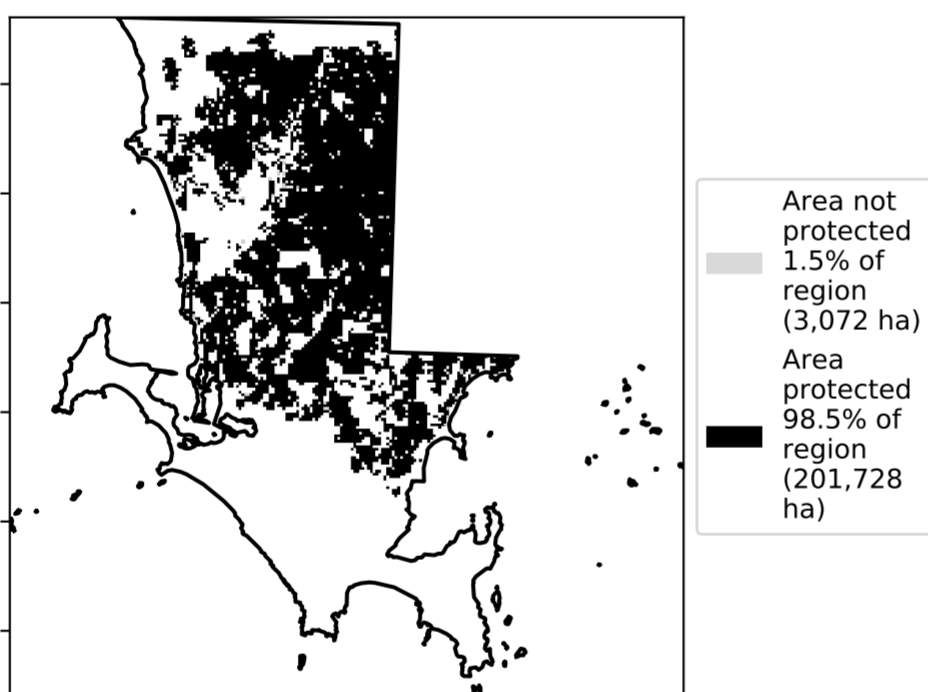 Area not
protected
1.5% of
region
(3,072 ha)
Area
protected
98.5% of
region
(201,728
ha)